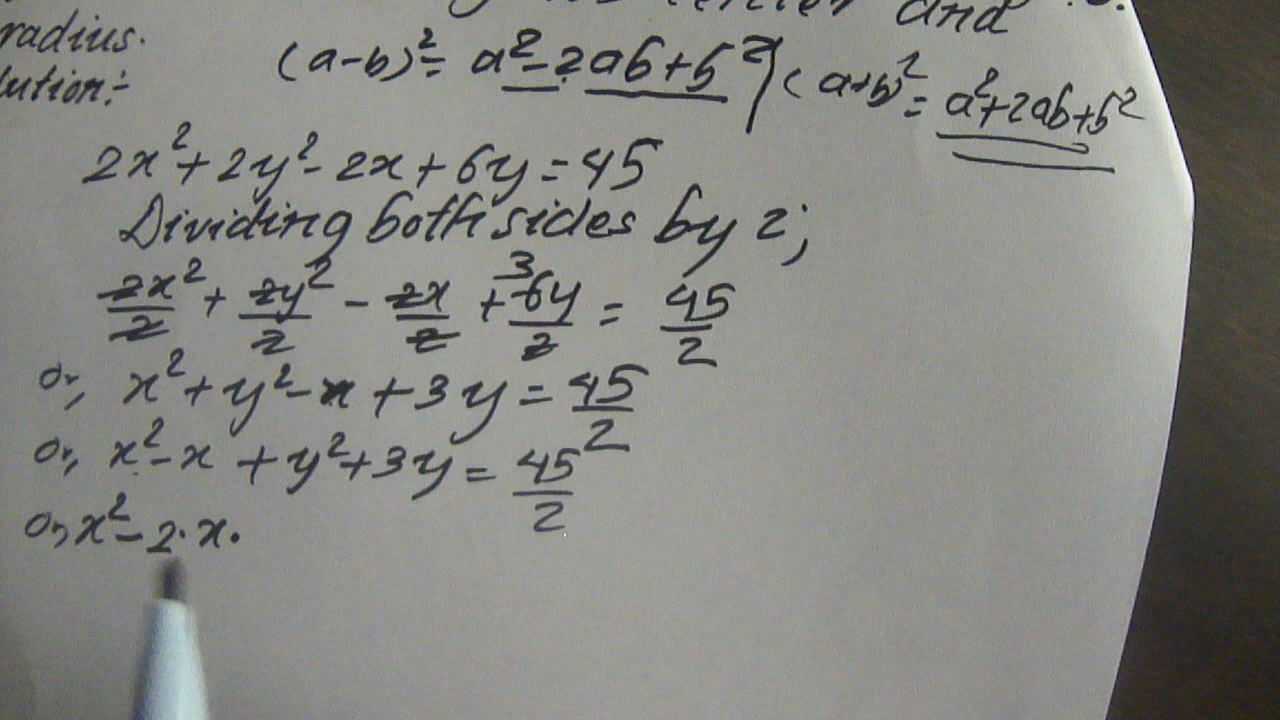 and
radius.
lution:-
(a-b)² = a² - 2ab + b² | (a+b)² = a² + 2ab + b²
2x² + 2y² - 2x + 6y = 45
Dividing both sides by 2;
2x²/2 + 2y²/2 - 2x/2 + 3 6y/2 = 45/2
or, x² + y² - x + 3y = 45/2
or, x² - x + y² + 3y = 45/2
or, x² - 2·x·